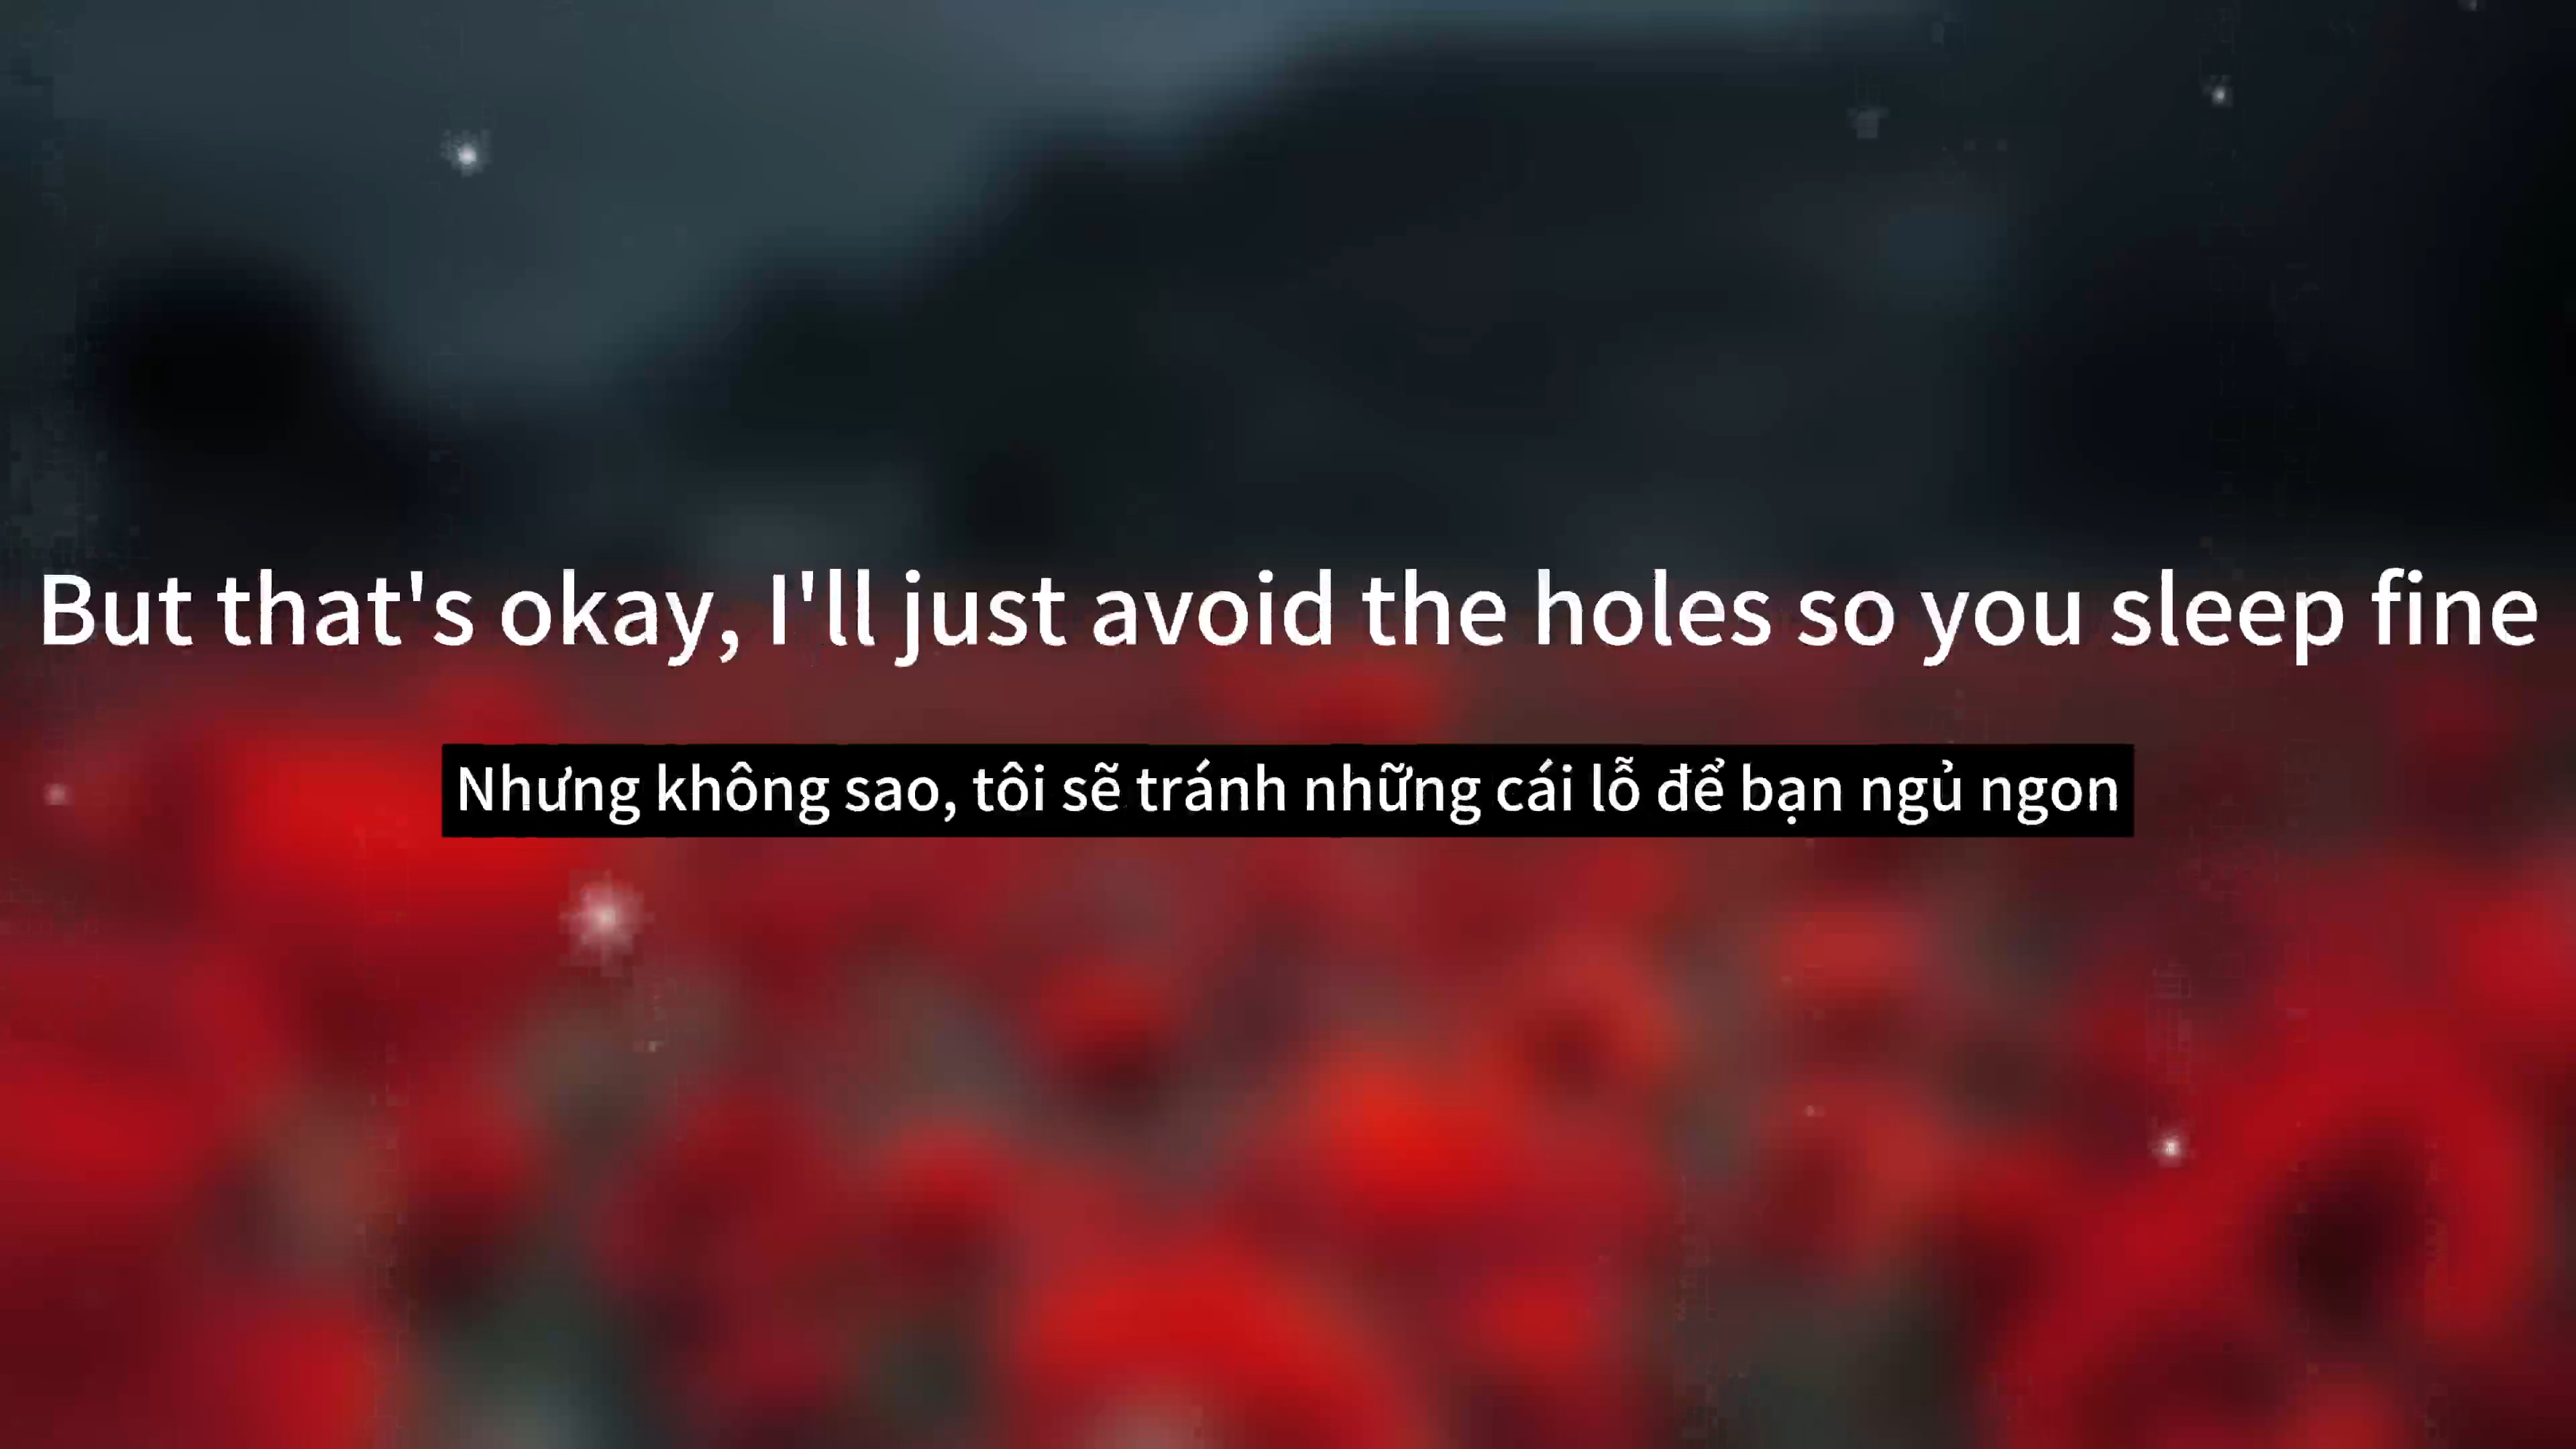 But that's okay, I'll just avoid the holes so you sleep fine
Nhưng không sao, tôi sẽ tránh những cái lỗ để bạn ngủ ngon